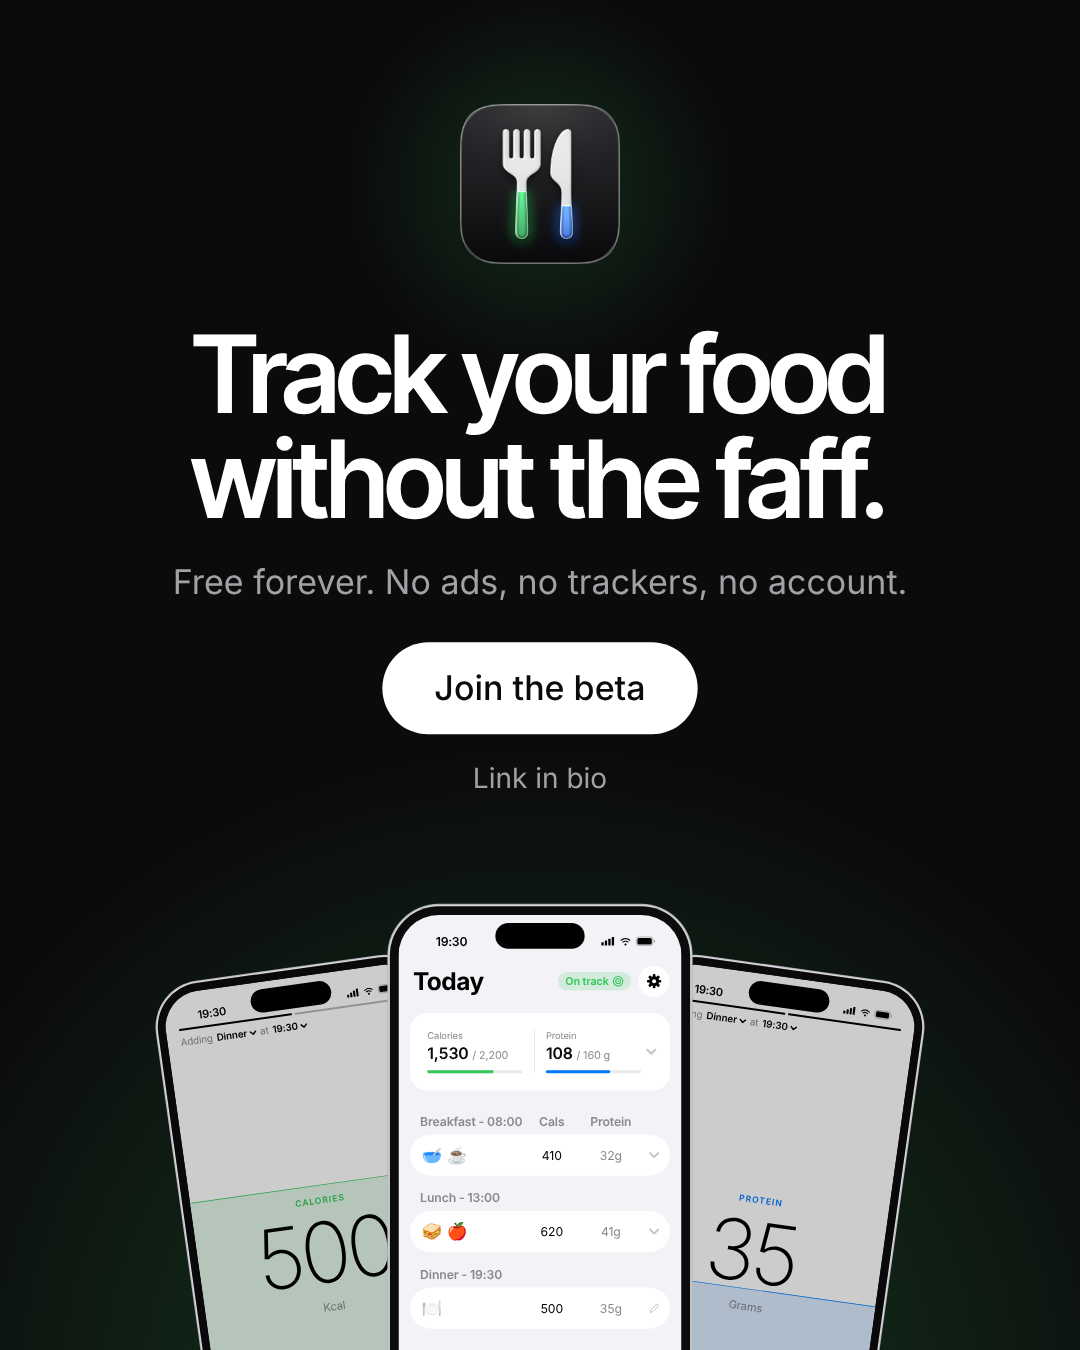 Track your food
without the faff.
Free forever. No ads, no trackers, no account.
Join the beta
Link in bio
19:30
Adding Dinner at 19:30
CALORIES
500
Kcal
19:30
Today
On track
Calories
1,530 / 2,200
Protein
108 / 160 g
Breakfast - 08:00 Cals Protein
410 32g
Lunch - 13:00
620 41g
Dinner - 19:30
500 35g
19:30
Dinner at 19:30
PROTEIN
35
Grams